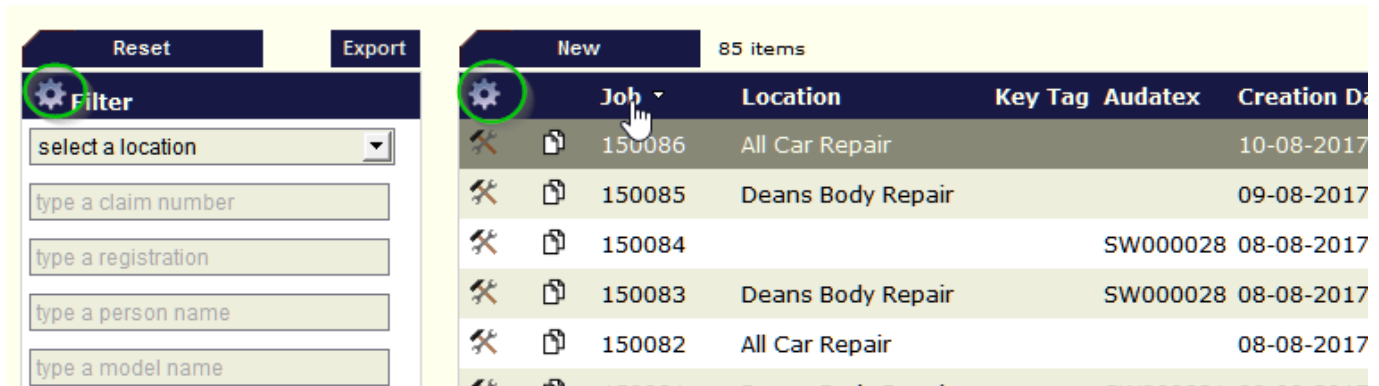 Reset Export New 85 items
Filter
Job Location Key Tag Audatex Creation Da
select a location
150086 All Car Repair 10-08-2017
type a claim number
150085 Deans Body Repair 09-08-2017
type a registration
150084 SW000028 08-08-2017
type a person name
150083 Deans Body Repair SW000028 08-08-2017
type a model name
150082 All Car Repair 08-08-2017